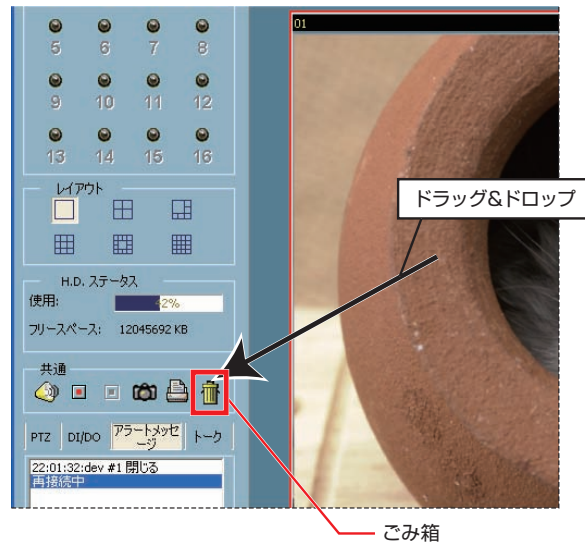 01
5 6 7 8
9 10 11 12
13 14 15 16
レイアウト
ドラッグ&ドロップ
H.D. ステータス
使用: 42%
フリースペース: 12045692 KB
共通
PTZ DI/DO アラートメッセージ トーク
22:01:32:dev #1 閉じる
再接続中
ごみ箱